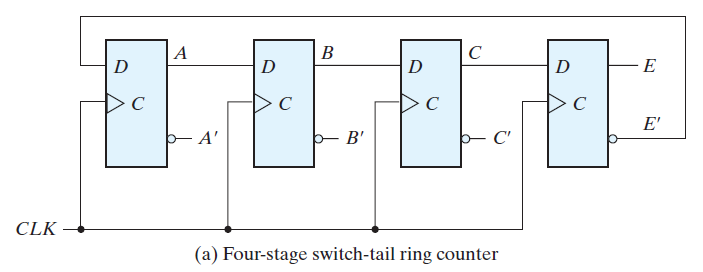 A B C
D D D D E
C C C C
A' B' C' E'
CLK
(a) Four-stage switch-tail ring counter